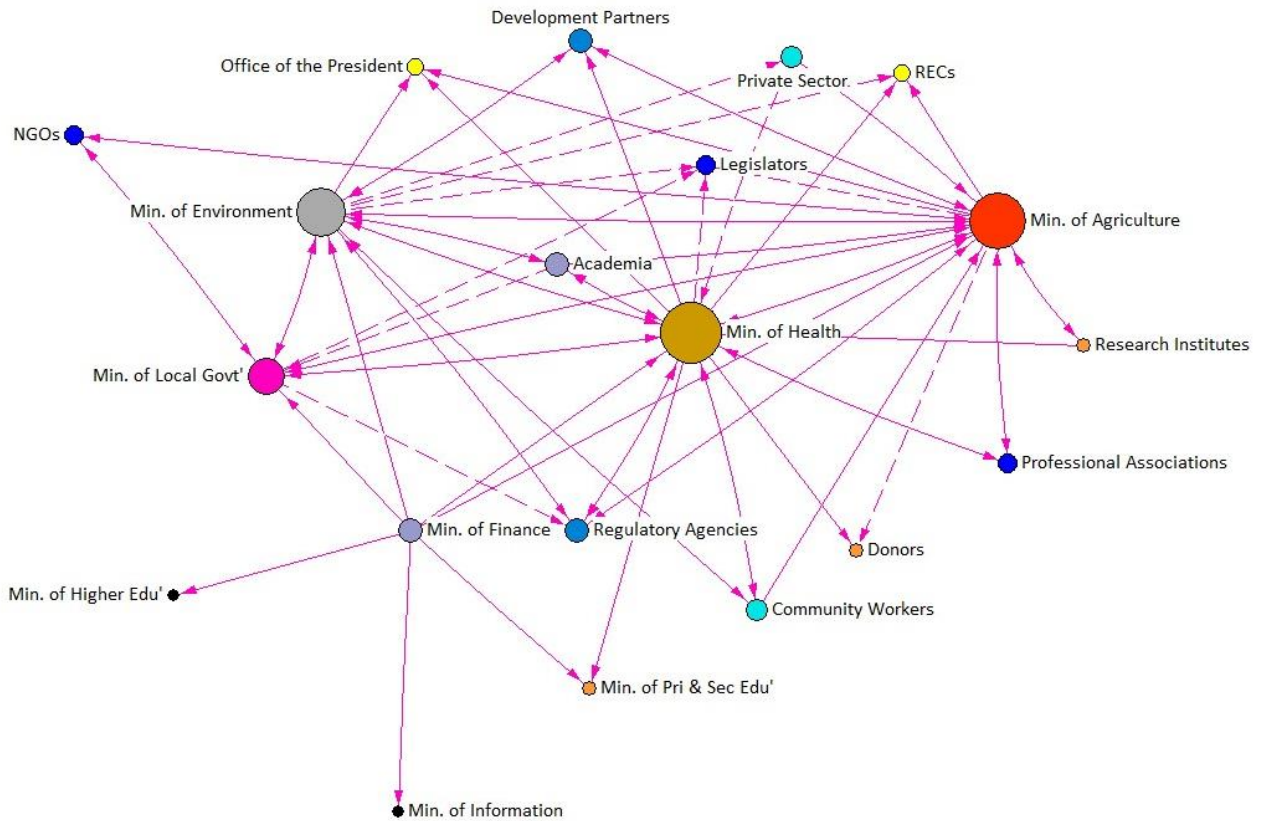 Development Partners
Office of the President
Private Sector
RECs
NGOs
Legislators
Min. of Environment
Min. of Agriculture
Academia
Min. of Health
Research Institutes
Min. of Local Govt'
Professional Associations
Min. of Finance
Regulatory Agencies
Donors
Min. of Higher Edu'
Community Workers
Min. of Pri & Sec Edu'
Min. of Information